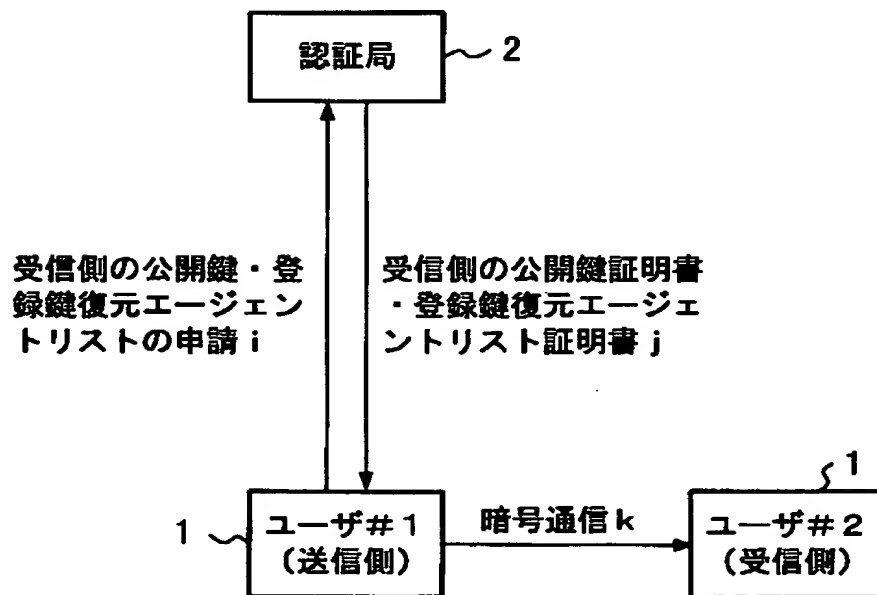 認証局
2
受信側の公開鍵・登
録鍵復元エージェン
トリストの申請i
受信側の公開鍵証明書
・登録鍵復元エージェ
ントリスト証明書j
1
ユーザ#1
(送信側)
暗号通信k
1
ユーザ#2
(受信側)